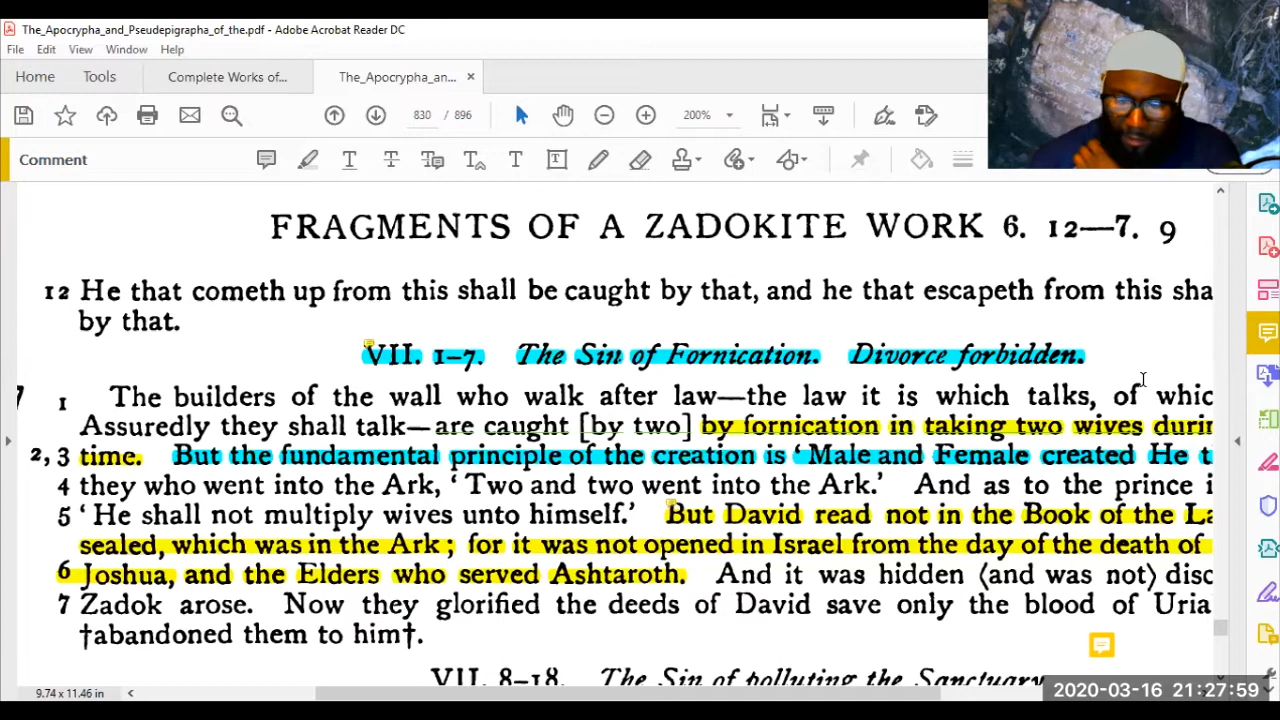 The_Apocrypha_and_Pseudepigrapha_of_the.pdf - Adobe Acrobat Reader DC
File Edit View Window Help
Home Tools Complete Works of... The_Apocrypha_an... ×
830 / 896 200%
Comment
FRAGMENTS OF A ZADOKITE WORK 6. 12—7. 9
12 He that cometh up from this shall be caught by that, and he that escapeth from this sha
by that.
VII. 1-7. The Sin of Fornication. Divorce forbidden.
1 The builders of the wall who walk after law—the law it is which talks, of whic
Assuredly they shall talk—are caught [by two] by fornication in taking two wives durin
2, 3 time. But the fundamental principle of the creation is ‘Male and Female created He t
4 they who went into the Ark, ‘Two and two went into the Ark.’ And as to the prince i
5 ‘He shall not multiply wives unto himself.’ But David read not in the Book of the La
sealed, which was in the Ark; for it was not opened in Israel from the day of the death of
6 Joshua, and the Elders who served Ashtaroth. And it was hidden ⟨and was not⟩ disc
7 Zadok arose. Now they glorified the deeds of David save only the blood of Uria
†abandoned them to him†.
VII. 8-18. The Sin of polluting the Sanctuary
9.74 x 11.46 in
2020-03-16 21:27:59